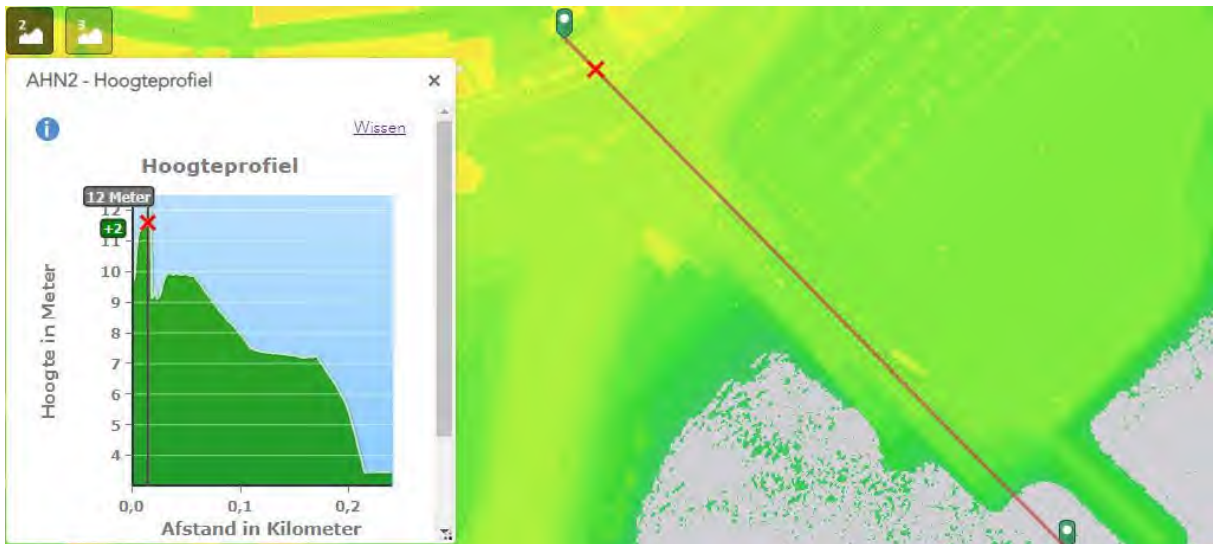 2
3
AHN2 - Hoogteprofiel ×
i
Wissen
Hoogteprofiel
12 Meter
12
+2
11
10
9
8
7
6
5
4
Hoogte in Meter
0,0 0,1 0,2
Afstand in Kilometer